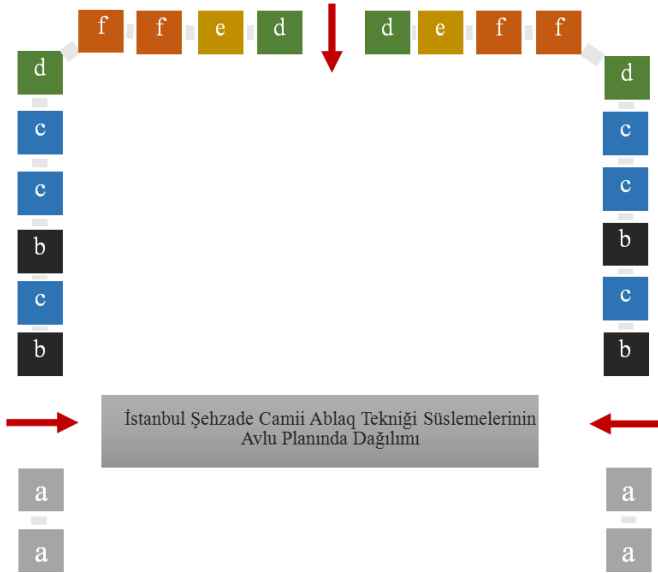 f f e d d e f f
d d
c c
c c
b b
c c
b b
İstanbul Şehzade Camii Ablaq Tekniği Süslemelerinin
Avlu Planında Dağılımı
a a
a a